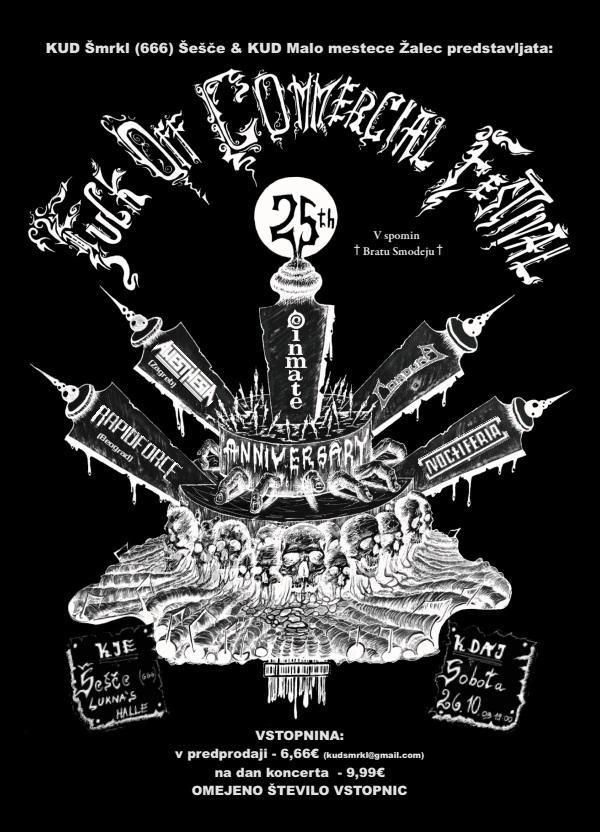 KUD Šmrkl (666) Šešče & KUD Malo mestece Žalec predstavljata:
Fuck Off Commercial Festival
25th
V spomin
† Bratu Smodeju †
inmate
(Zagreb)
RAPIDFORCE
(Beograd)
NOCTIFERIA
ANNIVERSARY
KJE
Šešče (666)
LUKNA'S
HALLE
KDAJ
Sobota
26.10.
VSTOPNINA:
v predprodaji - 6,66€ (kudsmrkl@gmail.com)
na dan koncerta - 9,99€
OMEJENO ŠTEVILO VSTOPNIC